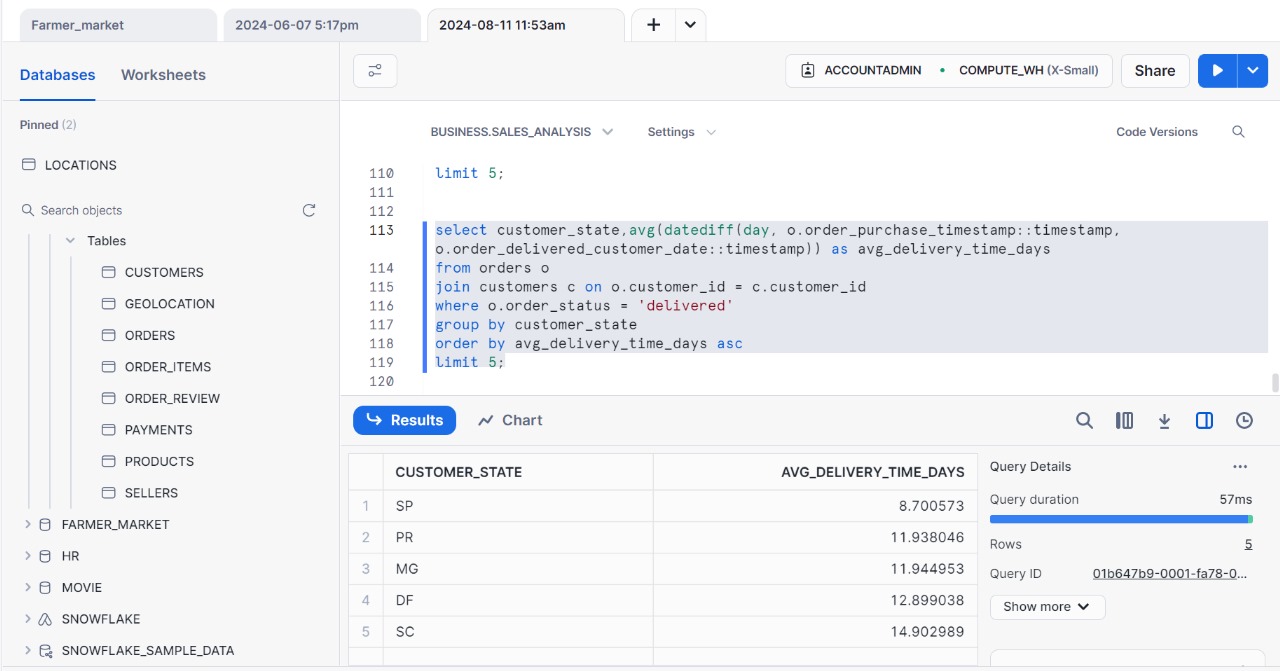 Farmer_market
2024-06-07 5:17pm
2024-08-11 11:53am
Databases
Worksheets
Pinned (2)
LOCATIONS
Search objects
Tables
CUSTOMERS
GEOLOCATION
ORDERS
ORDER_ITEMS
ORDER_REVIEW
PAYMENTS
PRODUCTS
SELLERS
FARMER_MARKET
HR
MOVIE
SNOWFLAKE
SNOWFLAKE_SAMPLE_DATA
ACCOUNTADMIN • COMPUTE_WH (X-Small)
Share
BUSINESS.SALES_ANALYSIS
Settings
Code Versions
110 limit 5;
111
112
113 select customer_state,avg(datediff(day, o.order_purchase_timestamp::timestamp,
o.order_delivered_customer_date::timestamp)) as avg_delivery_time_days
114 from orders o
115 join customers c on o.customer_id = c.customer_id
116 where o.order_status = 'delivered'
117 group by customer_state
118 order by avg_delivery_time_days asc
119 limit 5;
120
Results
Chart
CUSTOMER_STATE AVG_DELIVERY_TIME_DAYS
1 SP 8.700573
2 PR 11.938046
3 MG 11.944953
4 DF 12.899038
5 SC 14.902989
Query Details ...
Query duration 57ms
Rows 5
Query ID 01b647b9-0001-fa78-0...
Show more